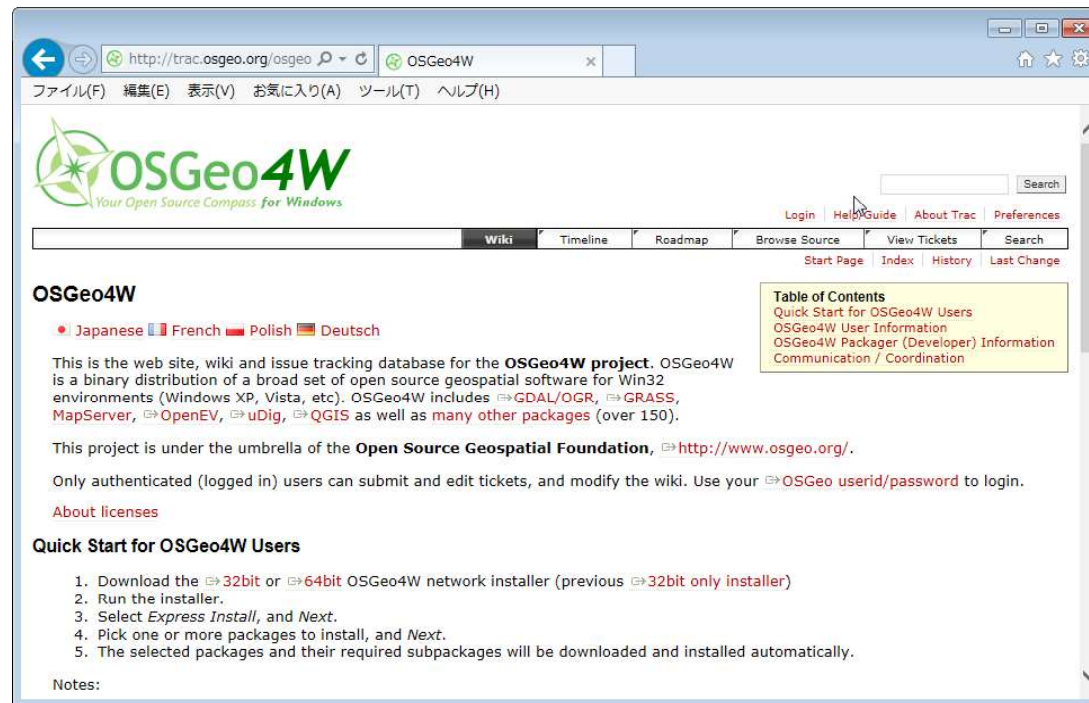 http://trac.osgeo.org/osgeo
OSGeo4W
ファイル(F) 編集(E) 表示(V) お気に入り(A) ツール(T) ヘルプ(H)
OSGeo4W
Your Open Source Compass for Windows
Search
Login Help/Guide About Trac Preferences
Wiki Timeline Roadmap Browse Source View Tickets Search
Start Page Index History Last Change
OSGeo4W
Table of Contents
Quick Start for OSGeo4W Users
OSGeo4W User Information
OSGeo4W Packager (Developer) Information
Communication / Coordination
Japanese French Polish Deutsch
This is the web site, wiki and issue tracking database for the OSGeo4W project. OSGeo4W
is a binary distribution of a broad set of open source geospatial software for Win32
environments (Windows XP, Vista, etc). OSGeo4W includes GDAL/OGR, GRASS,
MapServer, OpenEV, uDig, QGIS as well as many other packages (over 150).
This project is under the umbrella of the Open Source Geospatial Foundation, http://www.osgeo.org/.
Only authenticated (logged in) users can submit and edit tickets, and modify the wiki. Use your OSGeo userid/password to login.
About licenses
Quick Start for OSGeo4W Users
1. Download the 32bit or 64bit OSGeo4W network installer (previous 32bit only installer)
2. Run the installer.
3. Select Express Install, and Next.
4. Pick one or more packages to install, and Next.
5. The selected packages and their required subpackages will be downloaded and installed automatically.
Notes: